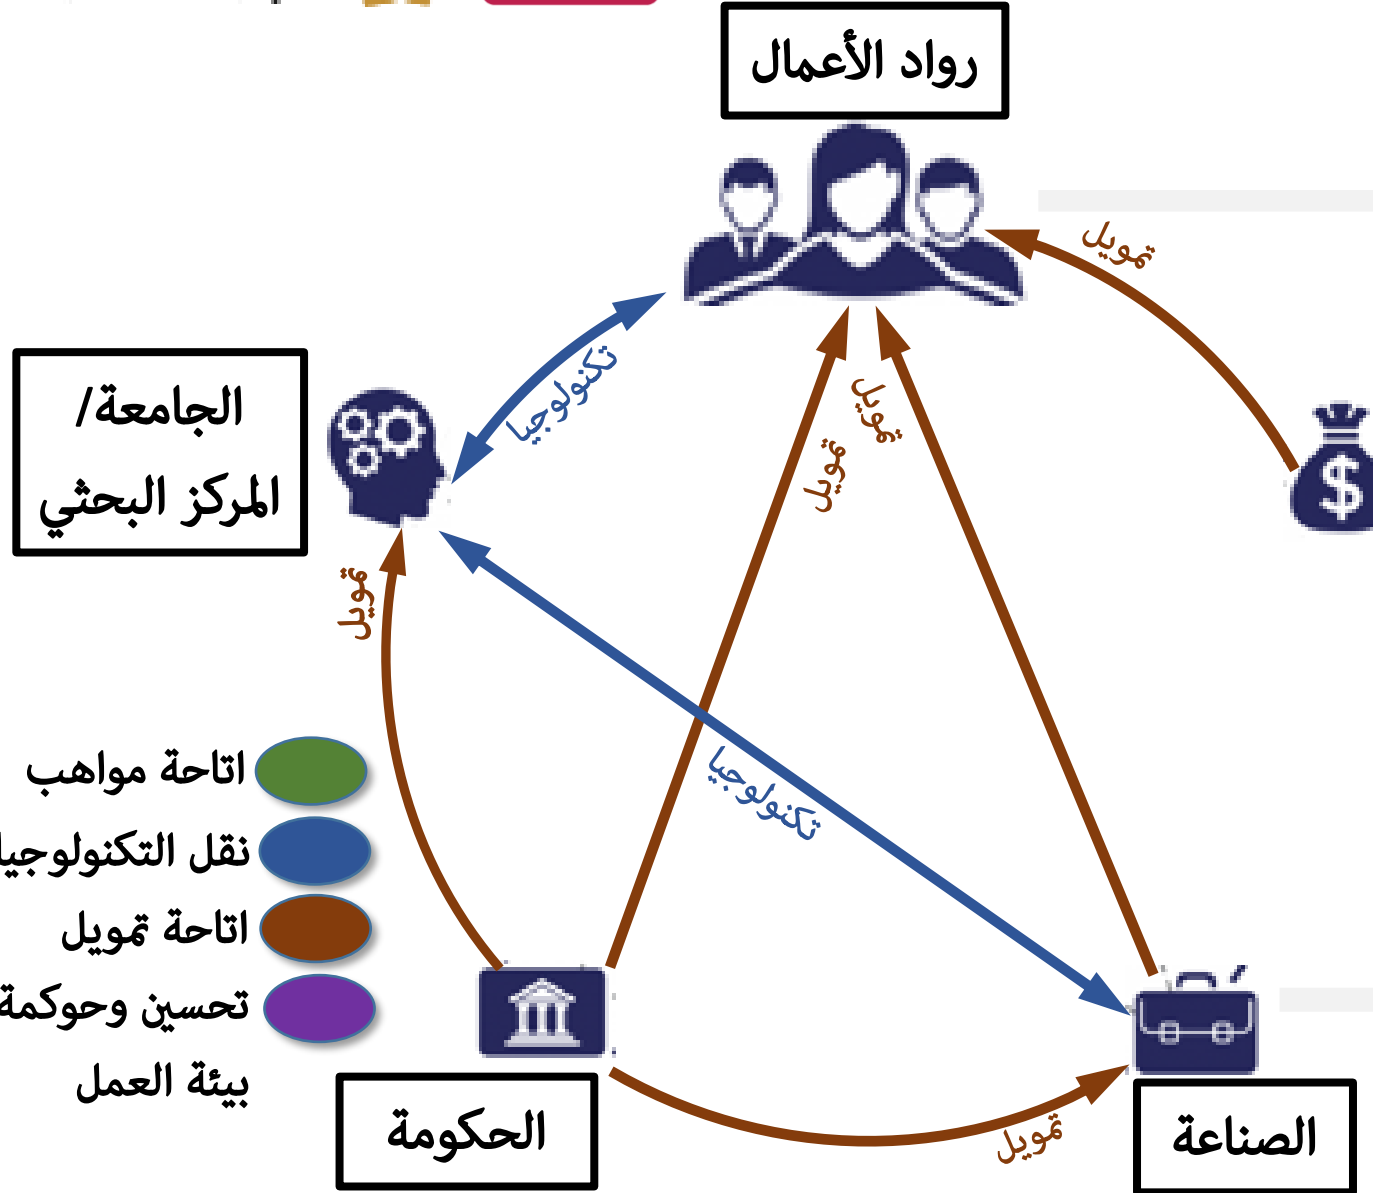 رواد الأعمال
تمويل
تكنولوجيا
الجامعة/
المركز البحثي
تمويل
تمويل
تمويل
تكنولوجيا
اتاحة مواهب
نقل التكنولوجيا
اتاحة تمويل
تحسين وحوكمة
بيئة العمل
الحكومة
تمويل
الصناعة
$